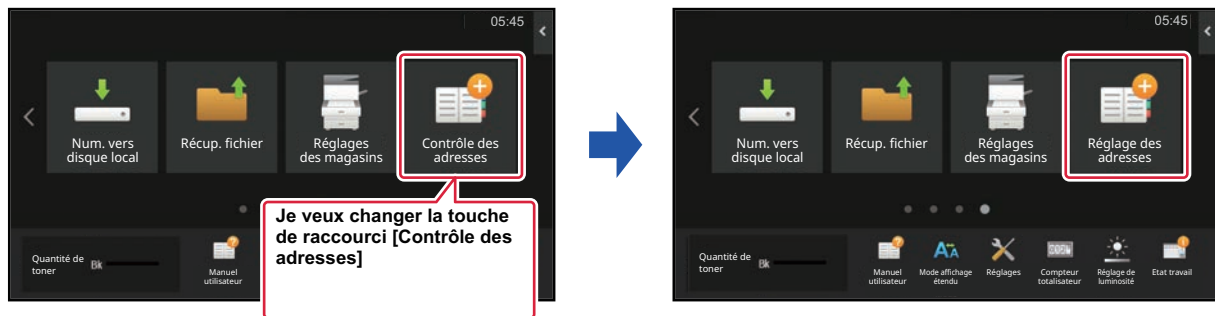 05:45
Num. vers
disque local
Récup. fichier
Réglages
des magasins
Contrôle des
adresses
Je veux changer la touche
de raccourci [Contrôle des
adresses]
Quantité de
toner
Bk
Manuel
utilisateur
05:45
Num. vers
disque local
Récup. fichier
Réglages
des magasins
Réglage des
adresses
Quantité de
toner
Bk
Manuel
utilisateur
Mode affichage
étendu
Réglages
Compteur
totalisateur
Réglage de
luminosité
Etat travail